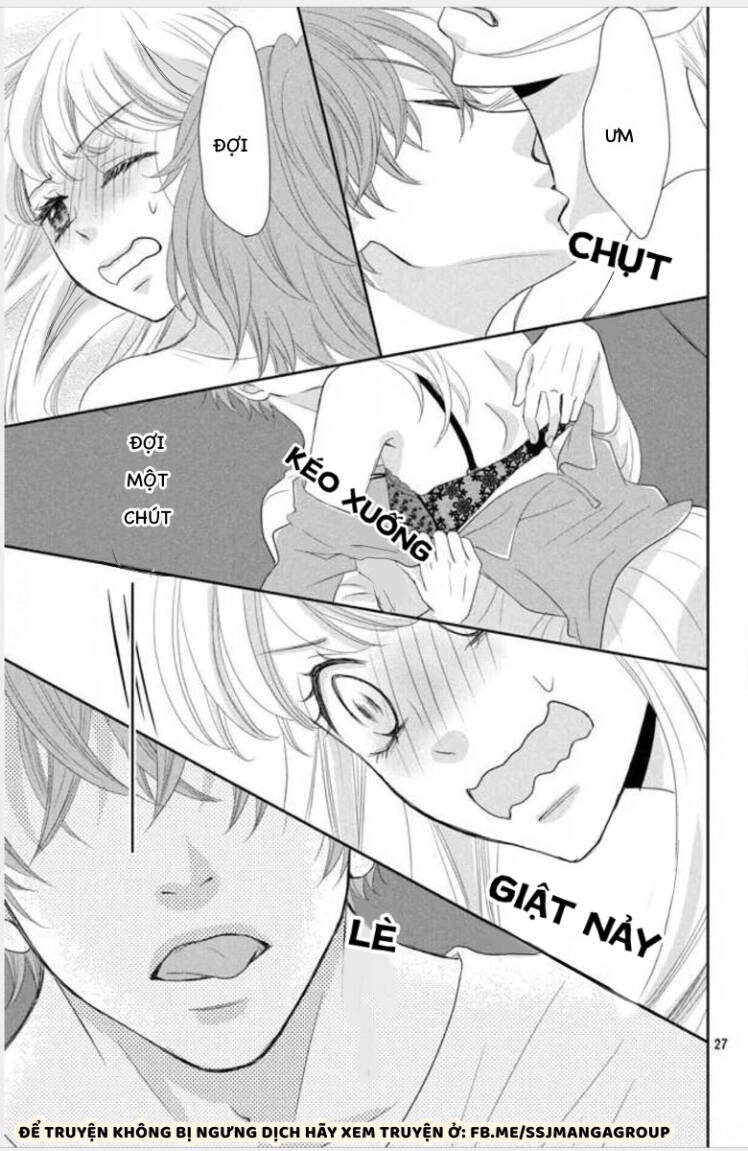 ƯM
CHỤT
ĐỢI
KÉO XUỐNG
ĐỢI
MỘT
CHÚT
GIẬT NẢY
LÈ
27
ĐỂ TRUYỆN KHÔNG BỊ NGƯNG DỊCH HÃY XEM TRUYỆN Ở: FB.ME/SSJMANGAGROUP